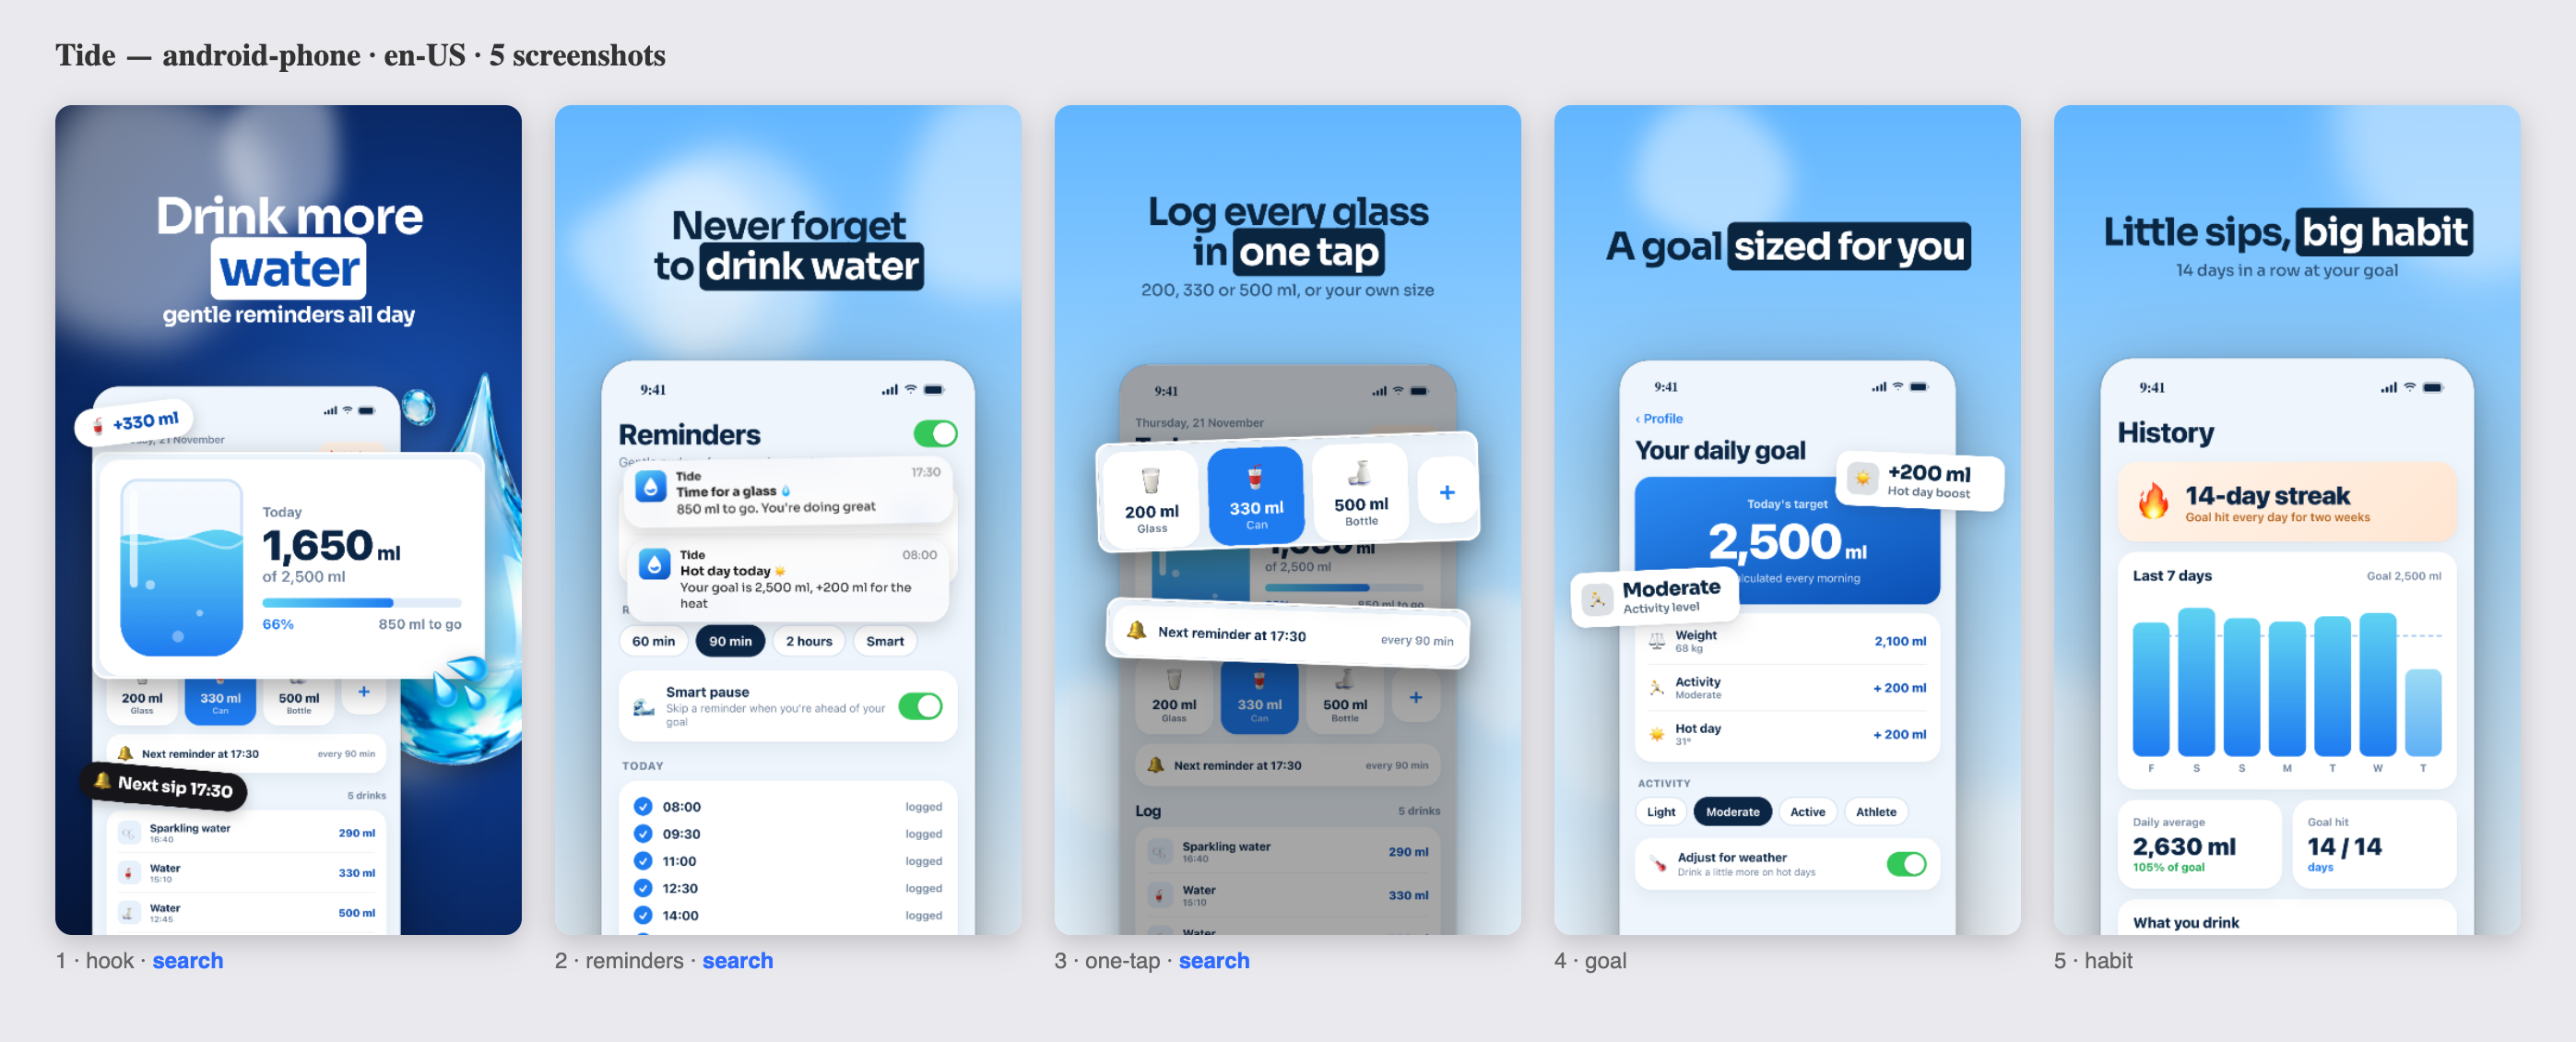 Tide — android-phone · en-US · 5 screenshots
Drink more
water
gentle reminders all day
+330 ml
21 November
Today
1,650 ml
of 2,500 ml
66%
850 ml to go
200 ml
Glass
330 ml
Can
500 ml
Bottle
+
Next reminder at 17:30
every 90 min
Next sip 17:30
5 drinks
Sparkling water
16:40
290 ml
Water
15:10
330 ml
Water
12:45
500 ml
1 · hook · search
Never forget
to drink water
9:41
Reminders
Tide
17:30
Time for a glass
850 ml to go. You're doing great
Tide
08:00
Hot day today
Your goal is 2,500 ml, +200 ml for the
heat
60 min
90 min
2 hours
Smart
Smart pause
Skip a reminder when you're ahead of your
goal
TODAY
08:00
logged
09:30
logged
11:00
logged
12:30
logged
14:00
logged
2 · reminders · search
Log every glass
in one tap
200, 330 or 500 ml, or your own size
9:41
Thursday, 21 November
200 ml
Glass
330 ml
Can
500 ml
Bottle
+
ml
of 2,500 ml
850 ml to go
Next reminder at 17:30
every 90 min
200 ml
Glass
330 ml
Can
500 ml
Bottle
+
Next reminder at 17:30
every 90 min
Log
5 drinks
Sparkling water
16:40
290 ml
Water
15:10
330 ml
Water
3 · one-tap · search
A goal sized for you
9:41
‹ Profile
Your daily goal
+200 ml
Hot day boost
Today's target
2,500 ml
every morning
Moderate
Activity level
Weight
68 kg
2,100 ml
Activity
Moderate
+ 200 ml
Hot day
31°
+ 200 ml
ACTIVITY
Light
Moderate
Active
Athlete
Adjust for weather
Drink a little more on hot days
4 · goal
Little sips, big habit
14 days in a row at your goal
9:41
History
14-day streak
Goal hit every day for two weeks
Last 7 days
Goal 2,500 ml
F S S M T W T
Daily average
2,630 ml
105% of goal
Goal hit
14 / 14
days
What you drink
5 · habit